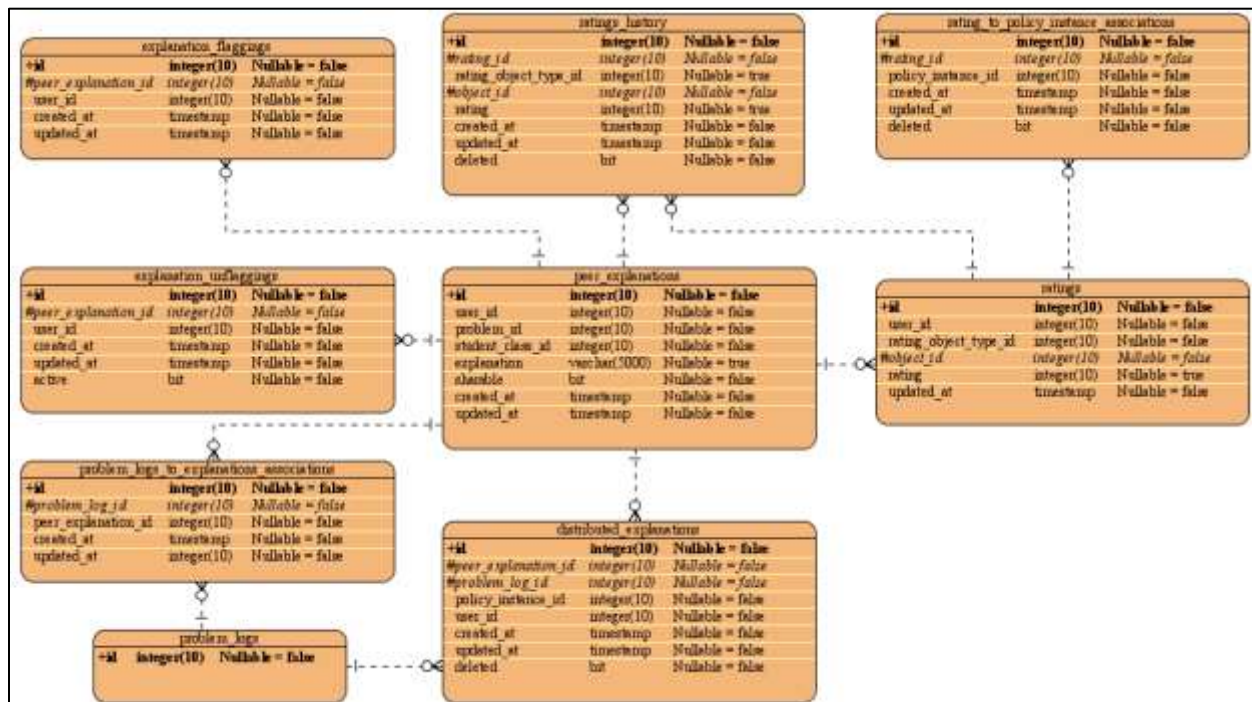 explanation_flaggings
+id integer(10) Nullable = false
#peer_explanation_id integer(10) Nullable = false
user_id integer(10) Nullable = false
created_at timestamp Nullable = false
updated_at timestamp Nullable = false
ratings_history
+id integer(10) Nullable = false
#rating_id integer(10) Nullable = false
rating_object_type_id integer(10) Nullable = true
#object_id integer(10) Nullable = false
rating integer(10) Nullable = true
created_at timestamp Nullable = false
updated_at timestamp Nullable = false
deleted bit Nullable = false
rating_to_policy_instance_associations
+id integer(10) Nullable = false
#rating_id integer(10) Nullable = false
policy_instance_id integer(10) Nullable = false
created_at timestamp Nullable = false
updated_at timestamp Nullable = false
deleted bit Nullable = false
explanation_unflaggings
+id integer(10) Nullable = false
#peer_explanation_id integer(10) Nullable = false
user_id integer(10) Nullable = false
created_at timestamp Nullable = false
updated_at timestamp Nullable = false
active bit Nullable = false
peer_explanations
+id integer(10) Nullable = false
user_id integer(10) Nullable = false
problem_id integer(10) Nullable = false
student_class_id integer(10) Nullable = false
explanation varchar(5000) Nullable = true
sharable bit Nullable = false
created_at timestamp Nullable = false
updated_at timestamp Nullable = false
ratings
+id integer(10) Nullable = false
user_id integer(10) Nullable = false
rating_object_type_id integer(10) Nullable = false
#object_id integer(10) Nullable = false
rating integer(10) Nullable = true
updated_at timestamp Nullable = false
problem_logs_to_explanations_associations
+id integer(10) Nullable = false
#problem_log_id integer(10) Nullable = false
peer_explanation_id integer(10) Nullable = false
created_at integer(10) Nullable = false
updated_at integer(10) Nullable = false
distributed_explanations
+id integer(10) Nullable = false
#peer_explanation_id integer(10) Nullable = false
#problem_log_id integer(10) Nullable = false
policy_instance_id integer(10) Nullable = false
user_id integer(10) Nullable = false
created_at timestamp Nullable = false
updated_at timestamp Nullable = false
deleted bit Nullable = false
problem_logs
+id integer(10) Nullable = false